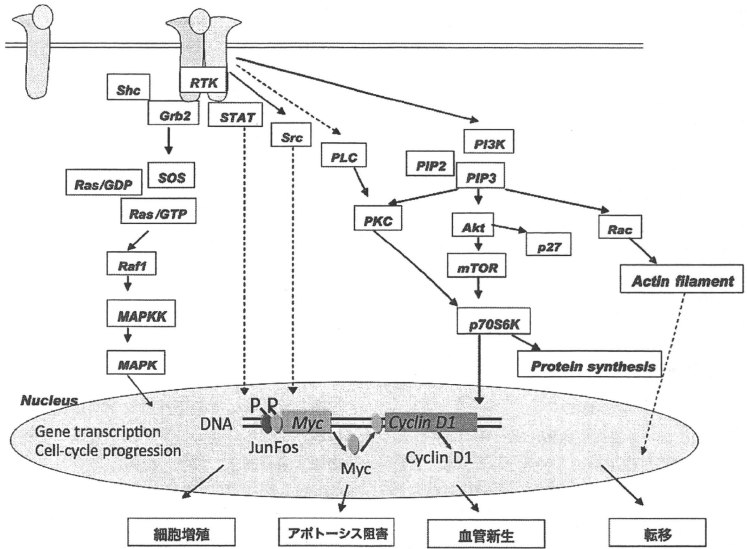 RTK
Shc
Grb2
STAT
Src
PLC
PI3K
PIP2
PIP3
SOS
Ras/GDP
Ras/GTP
PKC
Akt
p27
Rac
Raf1
mTOR
Actin filament
MAPKK
p70S6K
MAPK
Protein synthesis
Nucleus
P P
DNA
Myc
Cyclin D1
Gene transcription
Cell-cycle progression
JunFos
Myc
Cyclin D1
細胞増殖
アポトーシス阻害
血管新生
転移